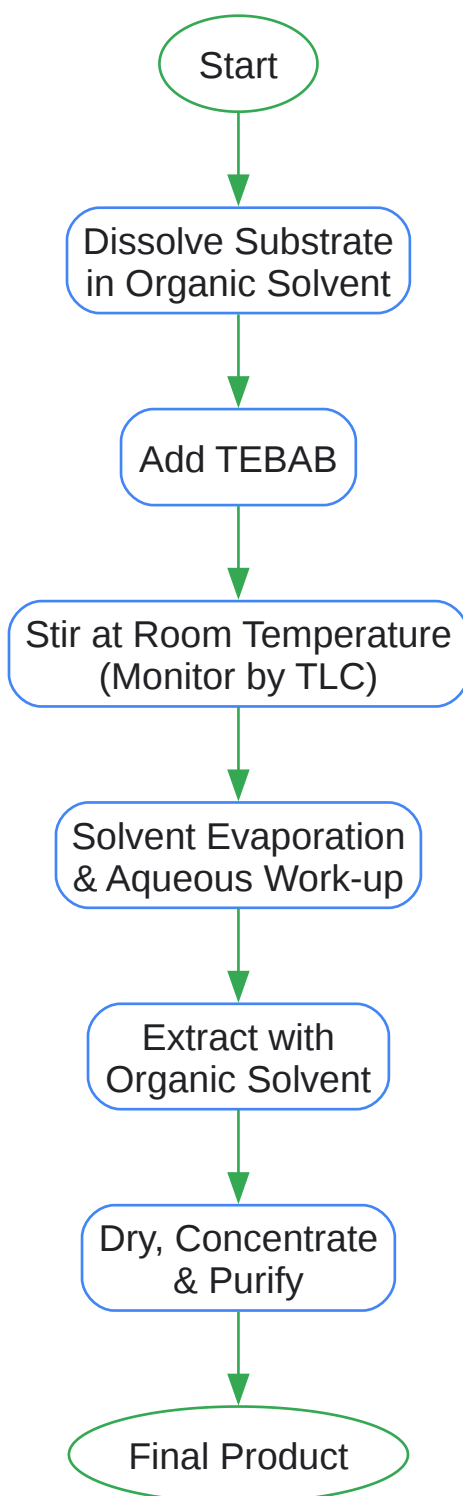 Start
Dissolve Substrate
in Organic Solvent
Add TEBAB
Stir at Room Temperature
(Monitor by TLC)
Solvent Evaporation
& Aqueous Work-up
Extract with
Organic Solvent
Dry, Concentrate
& Purify
Final Product